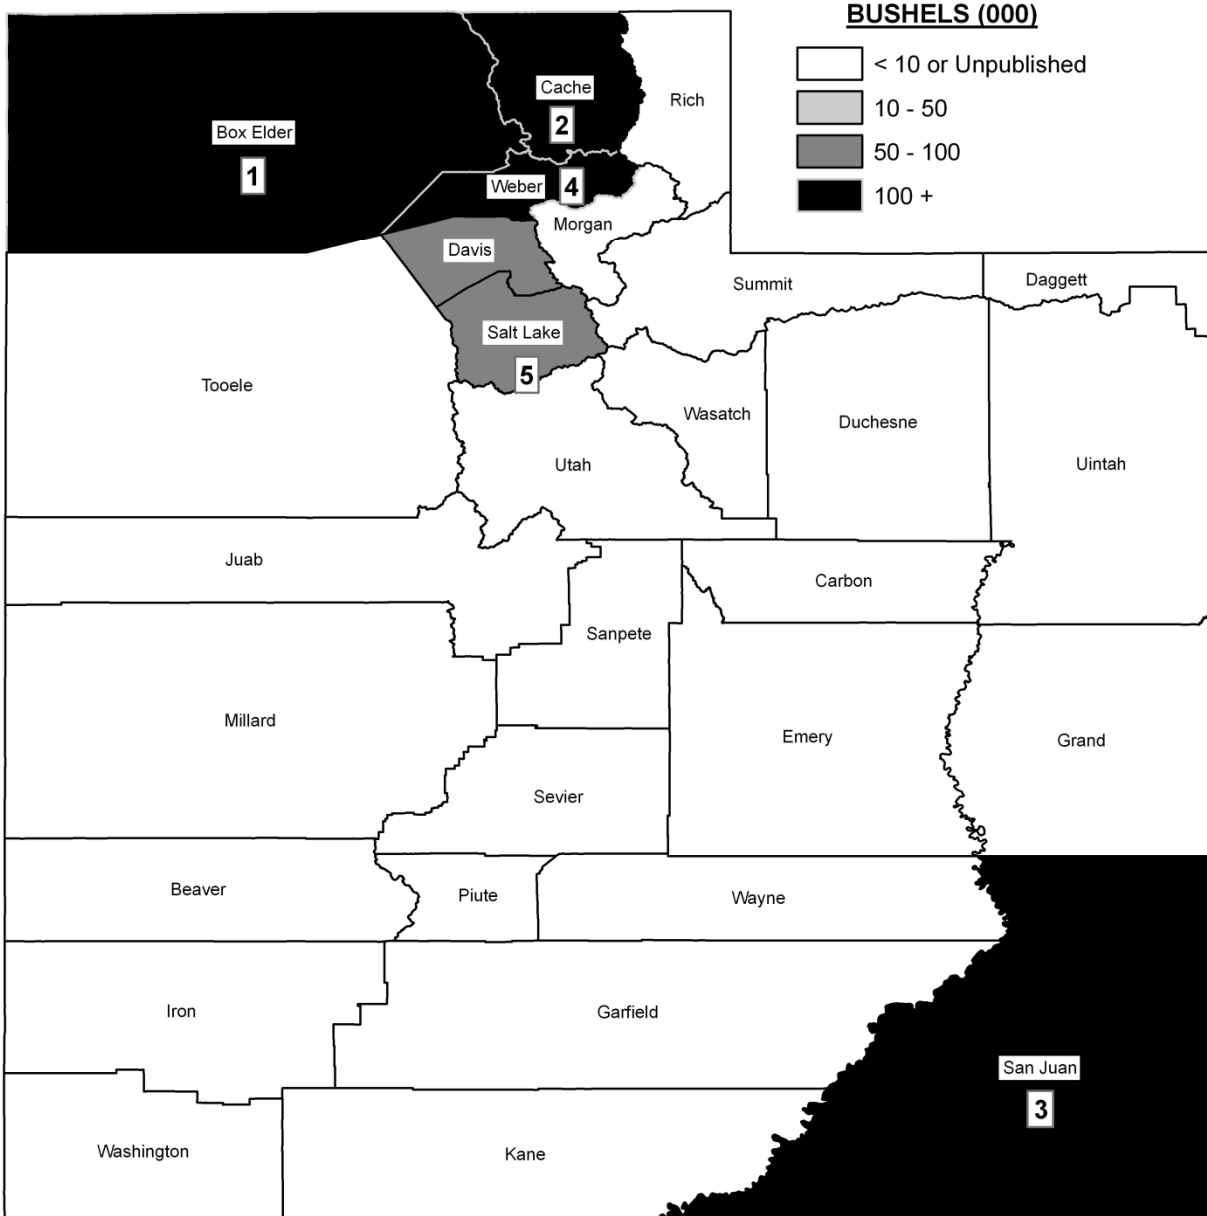 BUSHELS (000)
< 10 or Unpublished
10 - 50
50 - 100
100 +
Cache
2
Rich
Box Elder
1
Weber
4
Morgan
Davis
Summit
Daggett
Salt Lake
5
Tooele
Wasatch
Duchesne
Utah
Uintah
Juab
Carbon
Sanpete
Millard
Emery
Grand
Sevier
Beaver
Piute
Wayne
Iron
Garfield
San Juan
3
Washington
Kane